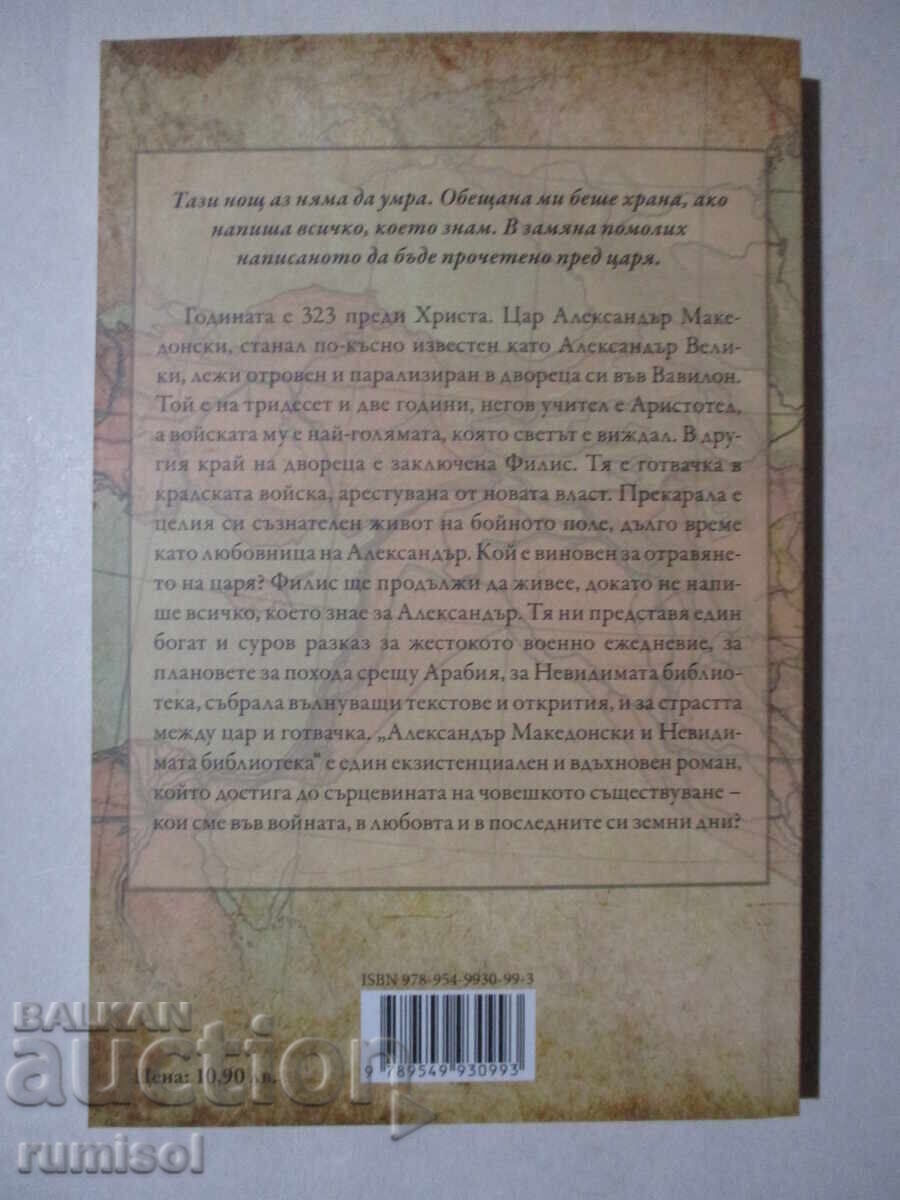 Тази нощ аз няма да умра. Обещана ми беше храна, ако
напиша всичко, което знам. В замяна помолих
написаното да бъде прочетено пред царя.
Годината е 323 преди Христа. Цар Александър Маке-
донски, станал по-късно известен като Александър Вели-
ки, лежи отровен и парализиран в двореца си във Вавилон.
Той е на тридесет и две години, негов учител е Аристотел,
а войската му е най-голямата, която светът е виждал. В дру-
гия край на двореца е заключена Филис. Тя е готвачка в
кралската войска, арестувана от новата власт. Прекарала е
целия си съзнателен живот на бойното поле, дълго време
като любовница на Александър. Кой е виновен за отравяне-
то на царя? Филис ще продължи да живее, докато не напи-
ше всичко, което знае за Александър. Тя ни представя един
богат и суров разказ за жестокото военно ежедневие, за
плановете за похода срещу Арабия, за Невидимата библио-
тека, събрала вълнуващи текстове и открития, и за страстта
между цар и готвачка. „Александър Македонски и Невиди-
мата библиотека“ е един екзистенциален и вдъхновен роман,
който достига до сърцевината на човешкото съществуване –
кои сме във войната, в любовта и в последните си земни дни?
ISBN 978-954-9930-99-3
9 789549 930993
Цена: 10,90 лв.
BALKAN
auction
rumisol